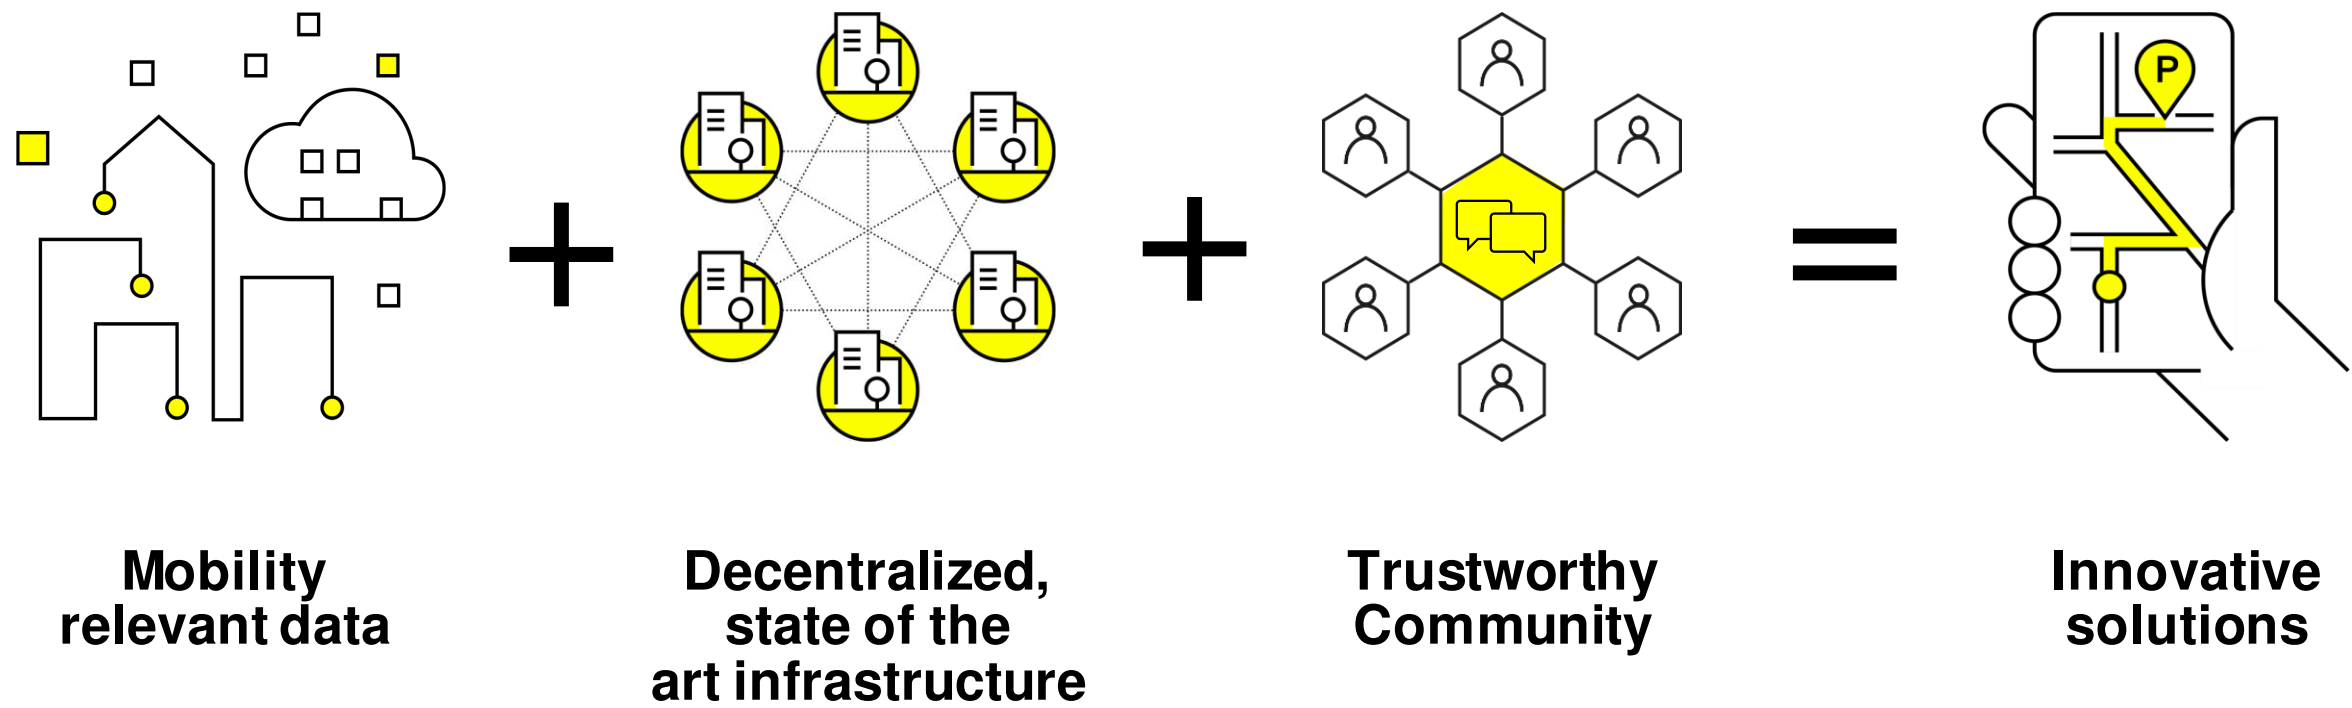 P
Mobility
relevant data
Decentralized,
state of the
art infrastructure
Trustworthy
Community
Innovative
solutions